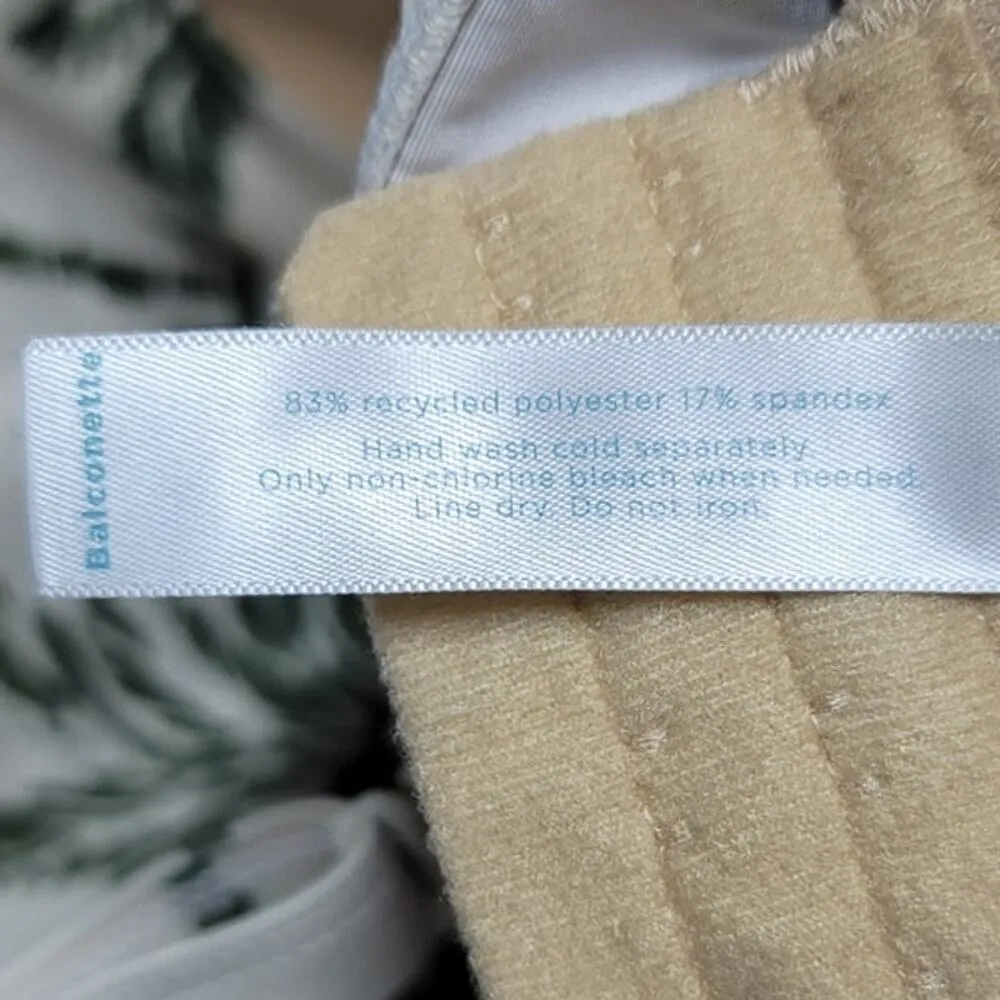 Balconette
83% recycled polyester 17% spandex
Hand wash cold separately
Only non-chlorine bleach when needed.
Line dry. Do not iron.